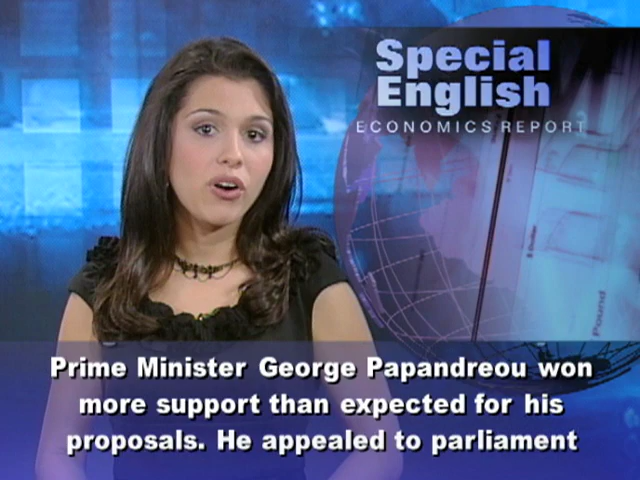 Special
English
ECONOMICS REPORT
Pound
Prime Minister George Papandreou won
more support than expected for his
proposals. He appealed to parliament